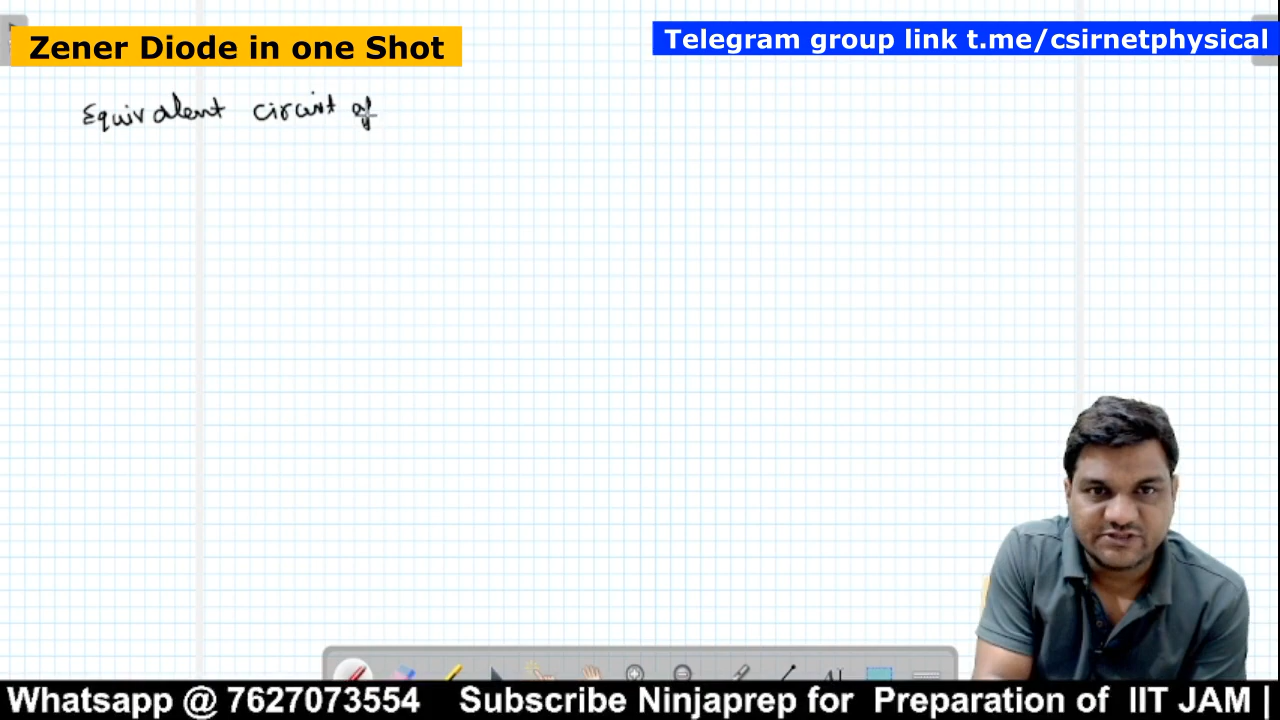 Zener Diode in one Shot
Telegram group link t.me/csirnetphysical
Equivalent circuit of
Whatsapp @ 7627073554 Subscribe Ninjaprep for Preparation of IIT JAM |